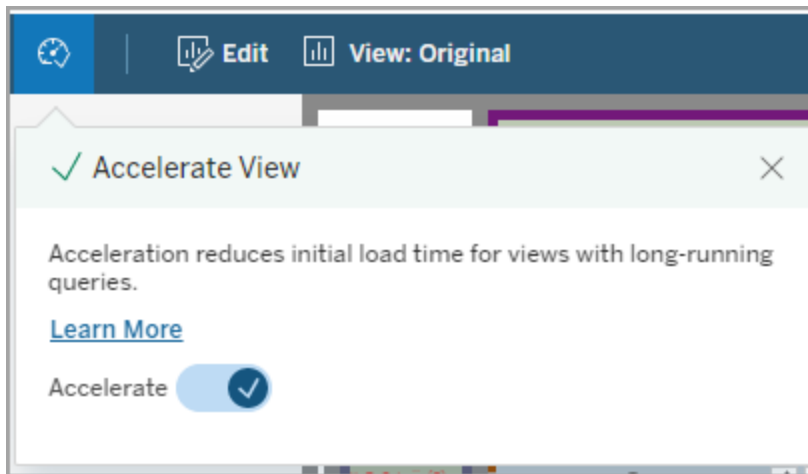 Edit
View: Original
Accelerate View
Acceleration reduces initial load time for views with long-running
queries.
Learn More
Accelerate